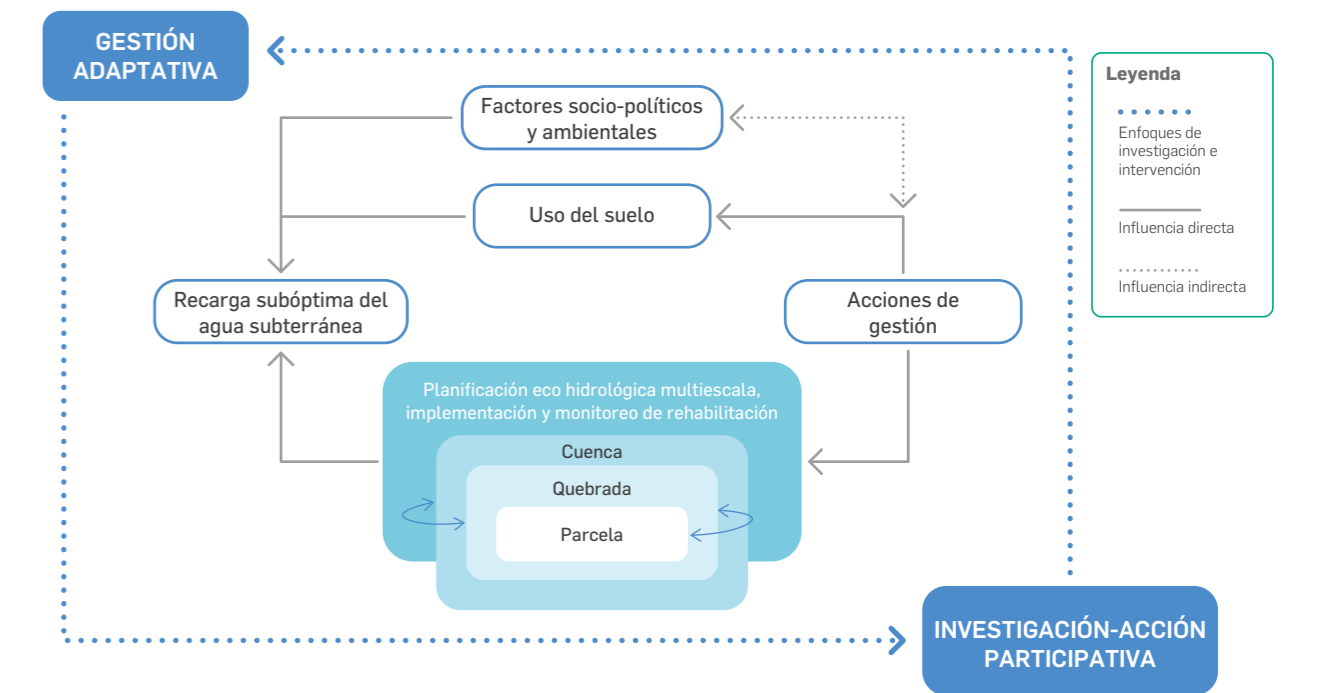 GESTIÓN
ADAPTATIVA
Factores socio-políticos
y ambientales
Uso del suelo
Recarga subóptima del
agua subterránea
Acciones de
gestión
Planificación eco hidrológica multiescala,
implementación y monitoreo de rehabilitación
Cuenca
Quebrada
Parcela
INVESTIGACIÓN-ACCIÓN
PARTICIPATIVA
Leyenda
Enfoques de
investigación e
intervención
Influencia directa
Influencia indirecta